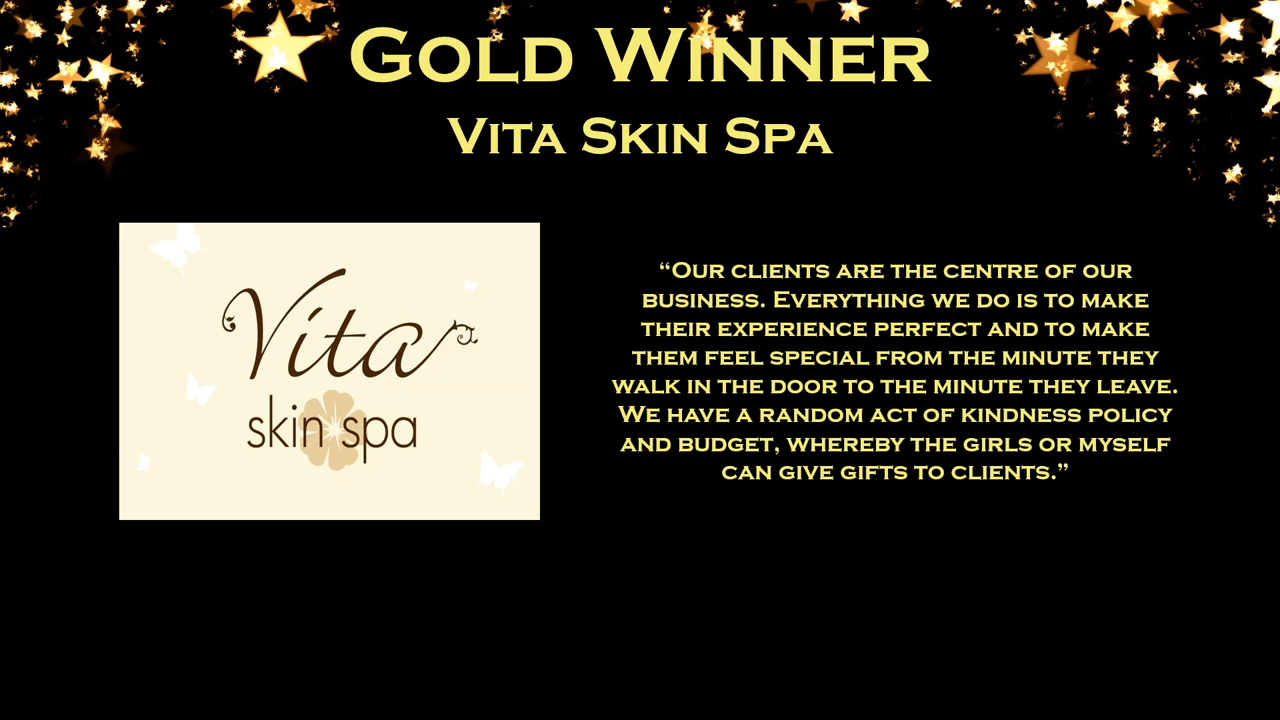 Gold Winner
Vita Skin Spa
Vita
skin spa
“Our clients are the centre of our
business. Everything we do is to make
their experience perfect and to make
them feel special from the minute they
walk in the door to the minute they leave.
We have a random act of kindness policy
and budget, whereby the girls or myself
can give gifts to clients.”